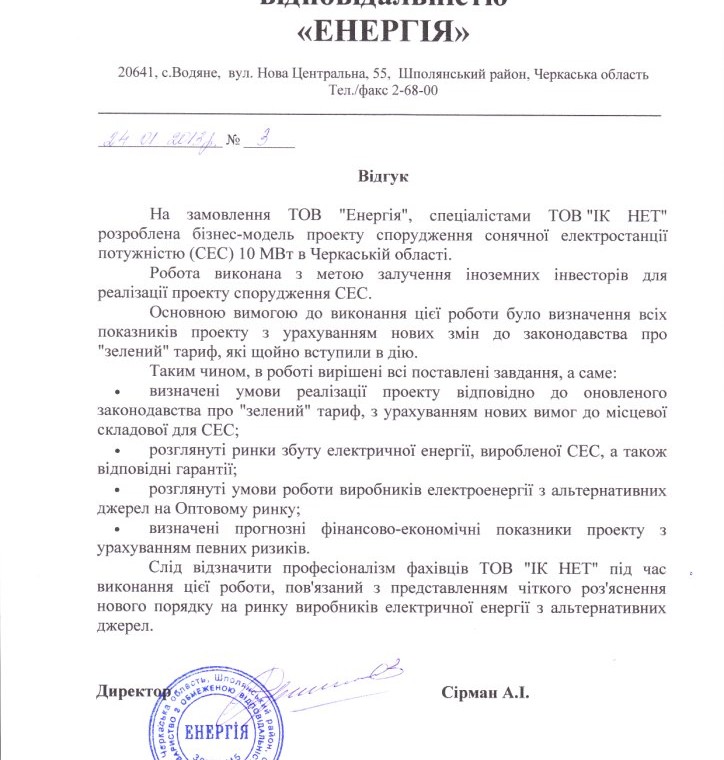 відповідальністю
«ЕНЕРГІЯ»
20641, с.Водяне, вул. Нова Центральна, 55, Шполянський район, Черкаська область
Тел./факс 2-68-00
24 01 2013р. № 3
Відгук
На замовлення ТОВ "Енергія", спеціалістами ТОВ "ІК НЕТ"
розроблена бізнес-модель проекту спорудження сонячної електростанції
потужністю (СЕС) 10 МВт в Черкаській області.
Робота виконана з метою залучення іноземних інвесторів для
реалізації проекту спорудження СЕС.
Основною вимогою до виконання цієї роботи було визначення всіх
показників проекту з урахуванням нових змін до законодавства про
"зелений" тариф, які щойно вступили в дію.
Таким чином, в роботі вирішені всі поставлені завдання, а саме:
• визначені умови реалізації проекту відповідно до оновленого
законодавства про "зелений" тариф, з урахуванням нових вимог до місцевої
складової для СЕС;
• розглянуті ринки збуту електричної енергії, виробленої СЕС, а також
відповідні гарантії;
• розглянуті умови роботи виробників електроенергії з альтернативних
джерел на Оптовому ринку;
• визначені прогнозні фінансово-економічні показники проекту з
урахуванням певних ризиків.
Слід відзначити професіоналізм фахівців ТОВ "ІК НЕТ" під час
виконання цієї роботи, пов'язаний з представленням чіткого роз'яснення
нового порядку на ринку виробників електричної енергії з альтернативних
джерел.
Директор Сірман А.І.
Черкаська область, Шполянський район,
З ОБМЕЖЕНОЮ
ЕНЕРГІЯ